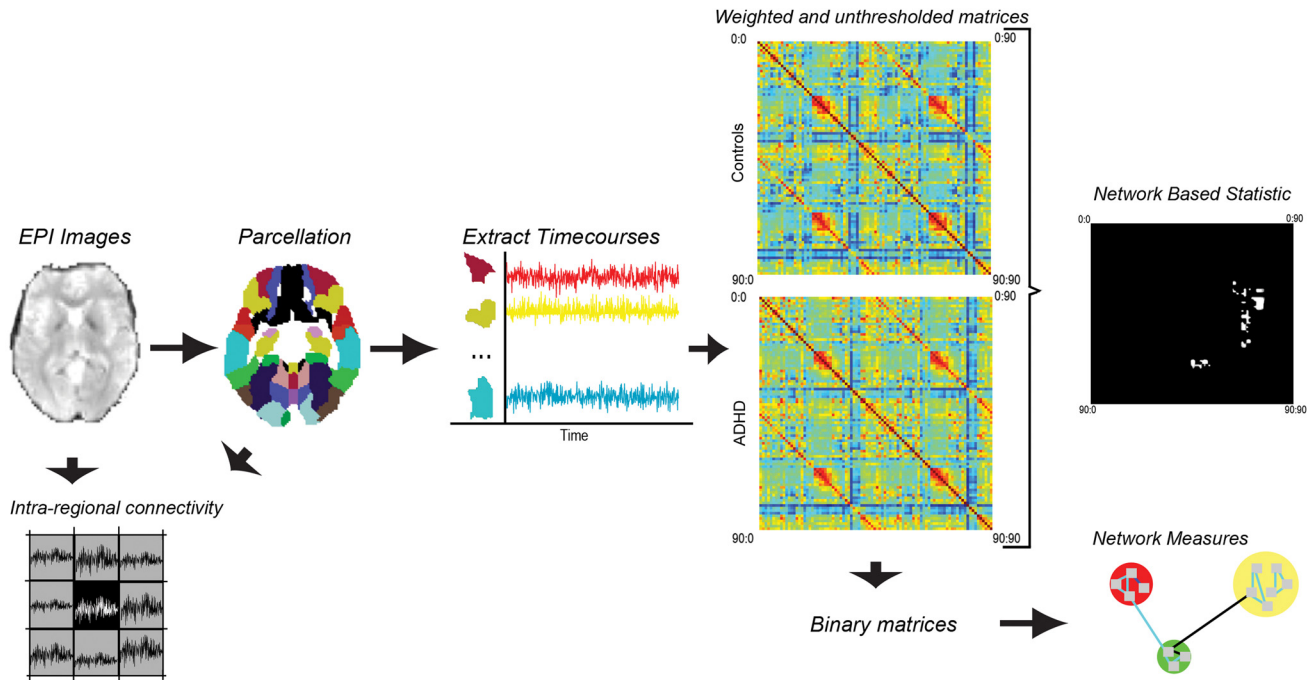 Weighted and unthresholded matrices
0:0
0:90
Controls
90:0
90:90
0:0
0:90
ADHD
90:0
90:90
EPI Images
Parcellation
Extract Timecourses
...
Time
Intra-regional connectivity
Network Based Statistic
0:0
0:90
90:0
90:90
Binary matrices
Network Measures